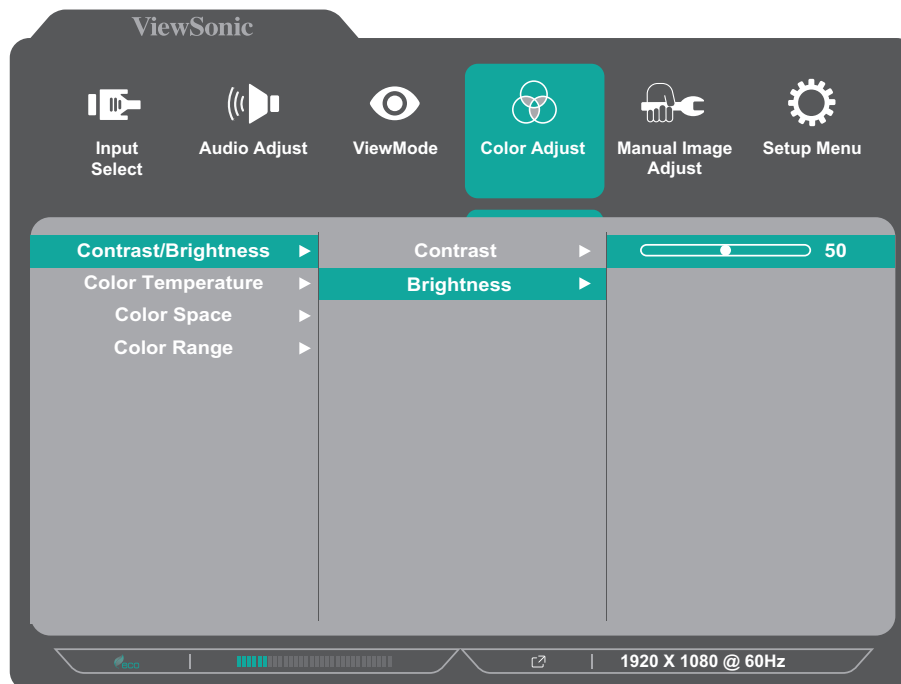 ViewSonic
Input Select
Audio Adjust
ViewMode
Color Adjust
Manual Image Adjust
Setup Menu
Contrast/Brightness
Color Temperature
Color Space
Color Range
Contrast
Brightness
50
eco
1920 X 1080 @ 60Hz